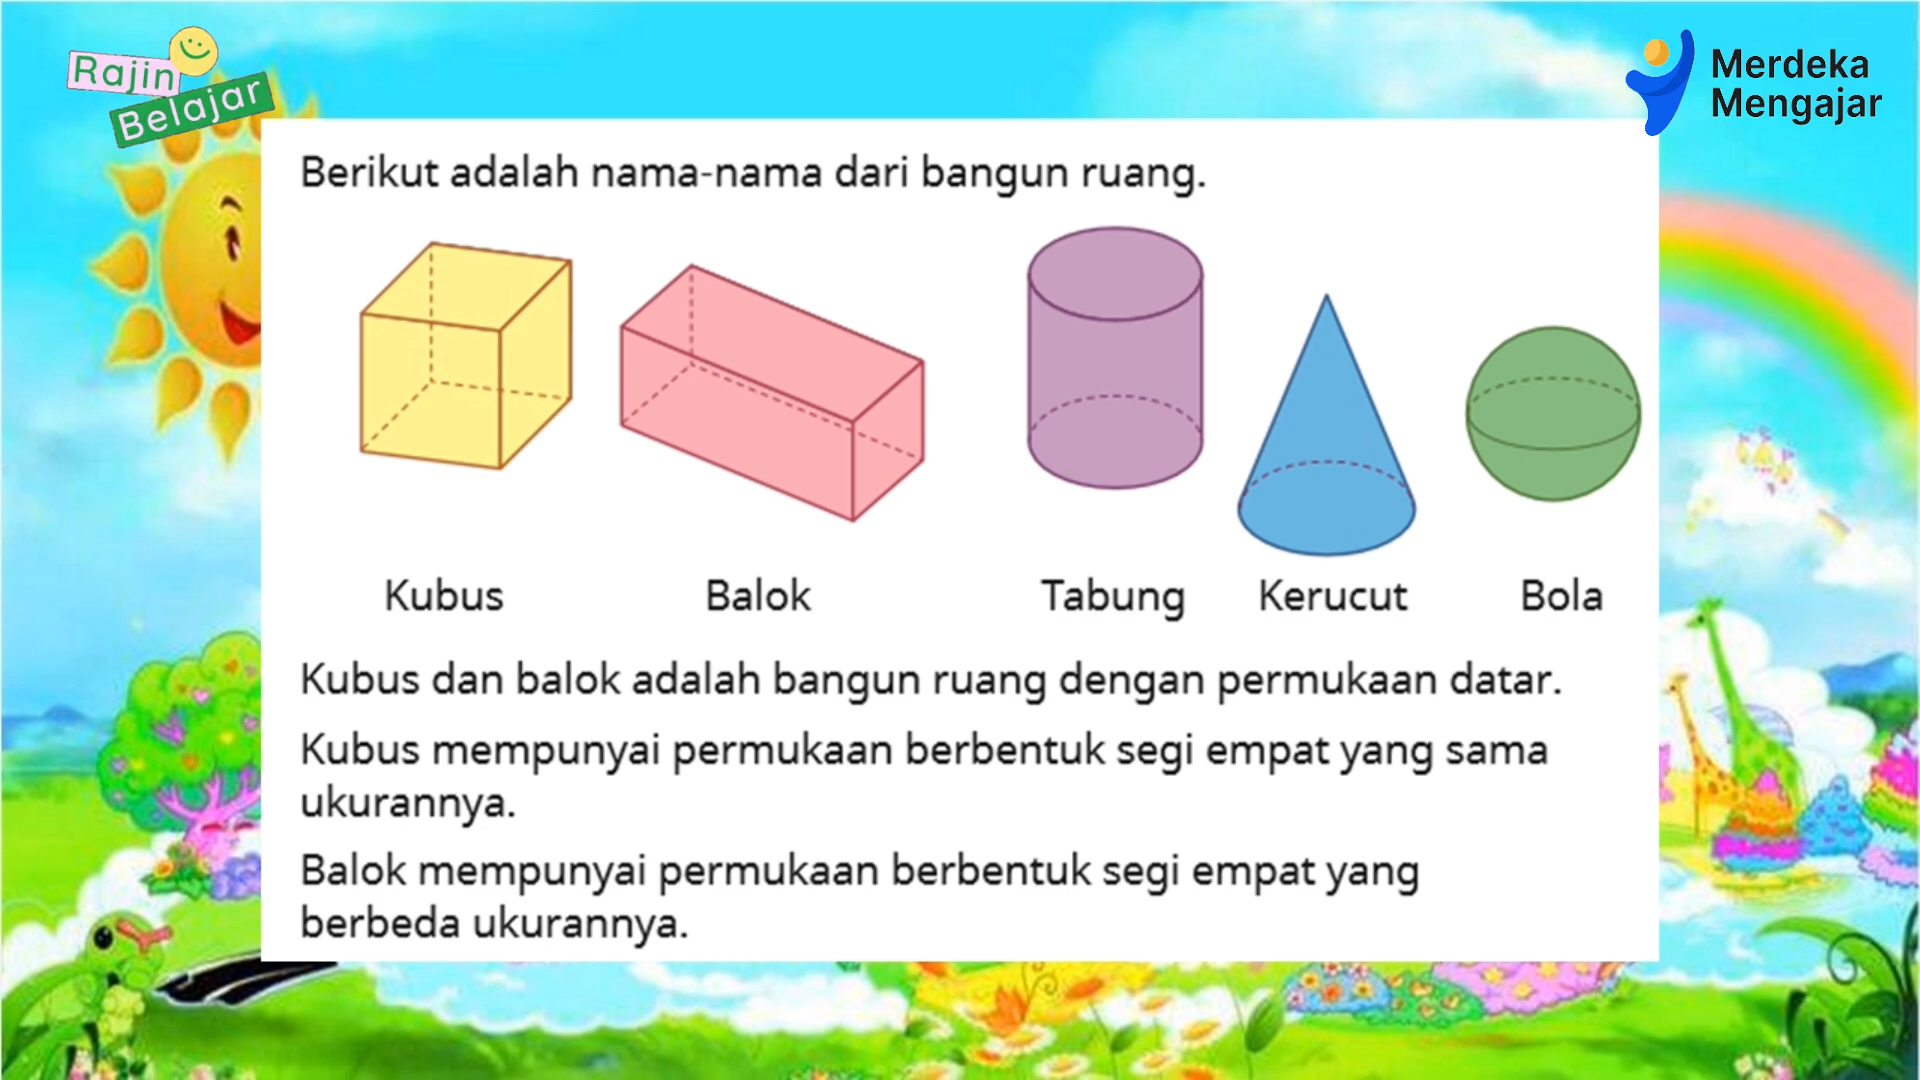 Rajin
Belajar
Merdeka
Mengajar
Berikut adalah nama-nama dari bangun ruang.
Kubus Balok Tabung Kerucut Bola
Kubus dan balok adalah bangun ruang dengan permukaan datar.
Kubus mempunyai permukaan berbentuk segi empat yang sama
ukurannya.
Balok mempunyai permukaan berbentuk segi empat yang
berbeda ukurannya.